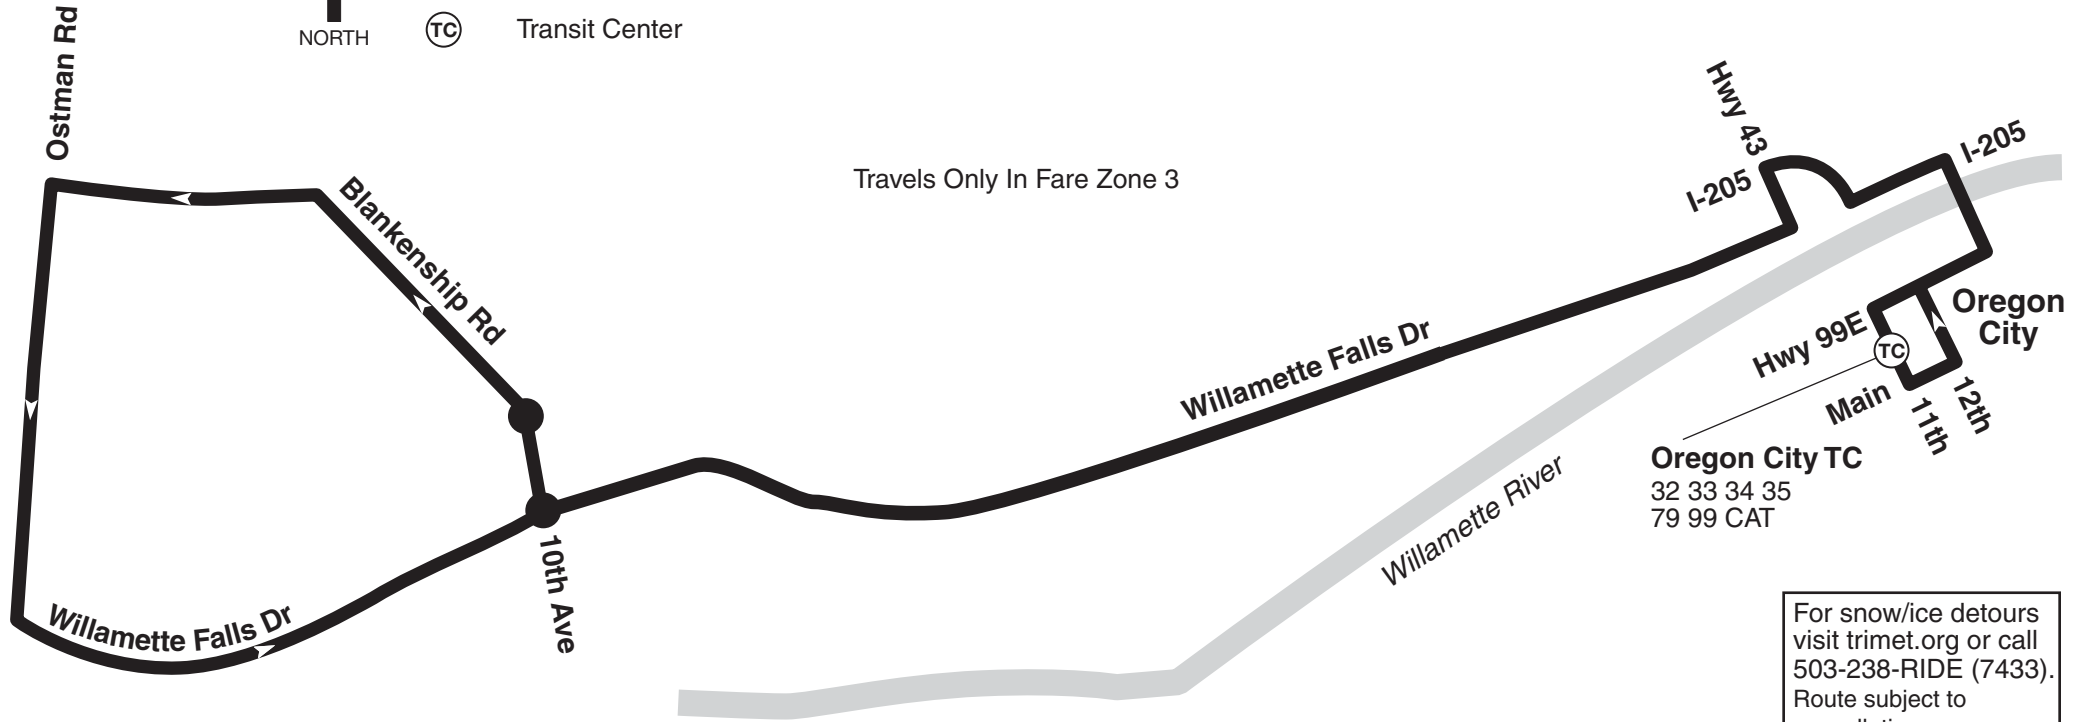 Ostman Rd
NORTH
TC
Transit Center
Hwy 43
I-205
I-205
Travels Only In Fare Zone 3
Blankenship Rd
Oregon
City
Hwy 99E
TC
Willamette Falls Dr
Main
11th
12th
Oregon City TC
32 33 34 35
79 99 CAT
Willamette River
10th Ave
Willamette Falls Dr
For snow/ice detours
visit trimet.org or call
503-238-RIDE (7433).
Route subject to